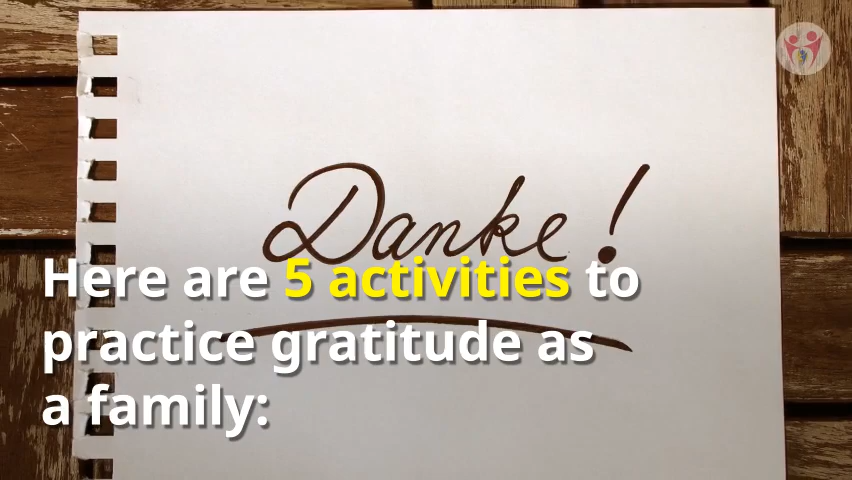 Danke!
Here are 5 activities to
practice gratitude as
a family: